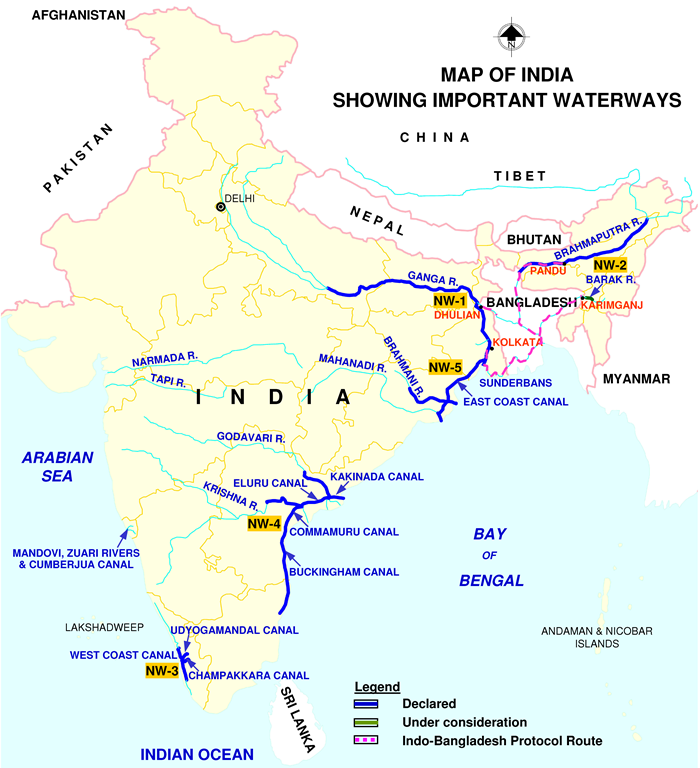 AFGHANISTAN
N
MAP OF INDIA
SHOWING IMPORTANT WATERWAYS
CHINA
PAKISTAN
TIBET
DELHI
NEPAL
BHUTAN
BRAHMAPUTRA R.
PANDU
NW-2
GANGA R.
BARAK R.
NW-1
BANGLADESH
KARIMGANJ
DHULIAN
KOLKATA
NARMADA R.
MAHANADI R.
BRAHMANI R.
NW-5
TAPI R.
SUNDERBANS
MYANMAR
INDIA
EAST COAST CANAL
GODAVARI R.
ARABIAN
SEA
KAKINADA CANAL
ELURU CANAL
KRISHNA R.
NW-4
COMMAMURU CANAL
BAY
OF
BENGAL
MANDOVI, ZUARI RIVERS
& CUMBERJUA CANAL
BUCKINGHAM CANAL
LAKSHADWEEP
UDYOGAMANDAL CANAL
ANDAMAN & NICOBAR
ISLANDS
WEST COAST CANAL
NW-3
CHAMPAKKARA CANAL
SRI LANKA
Legend
Declared
Under consideration
Indo-Bangladesh Protocol Route
INDIAN OCEAN